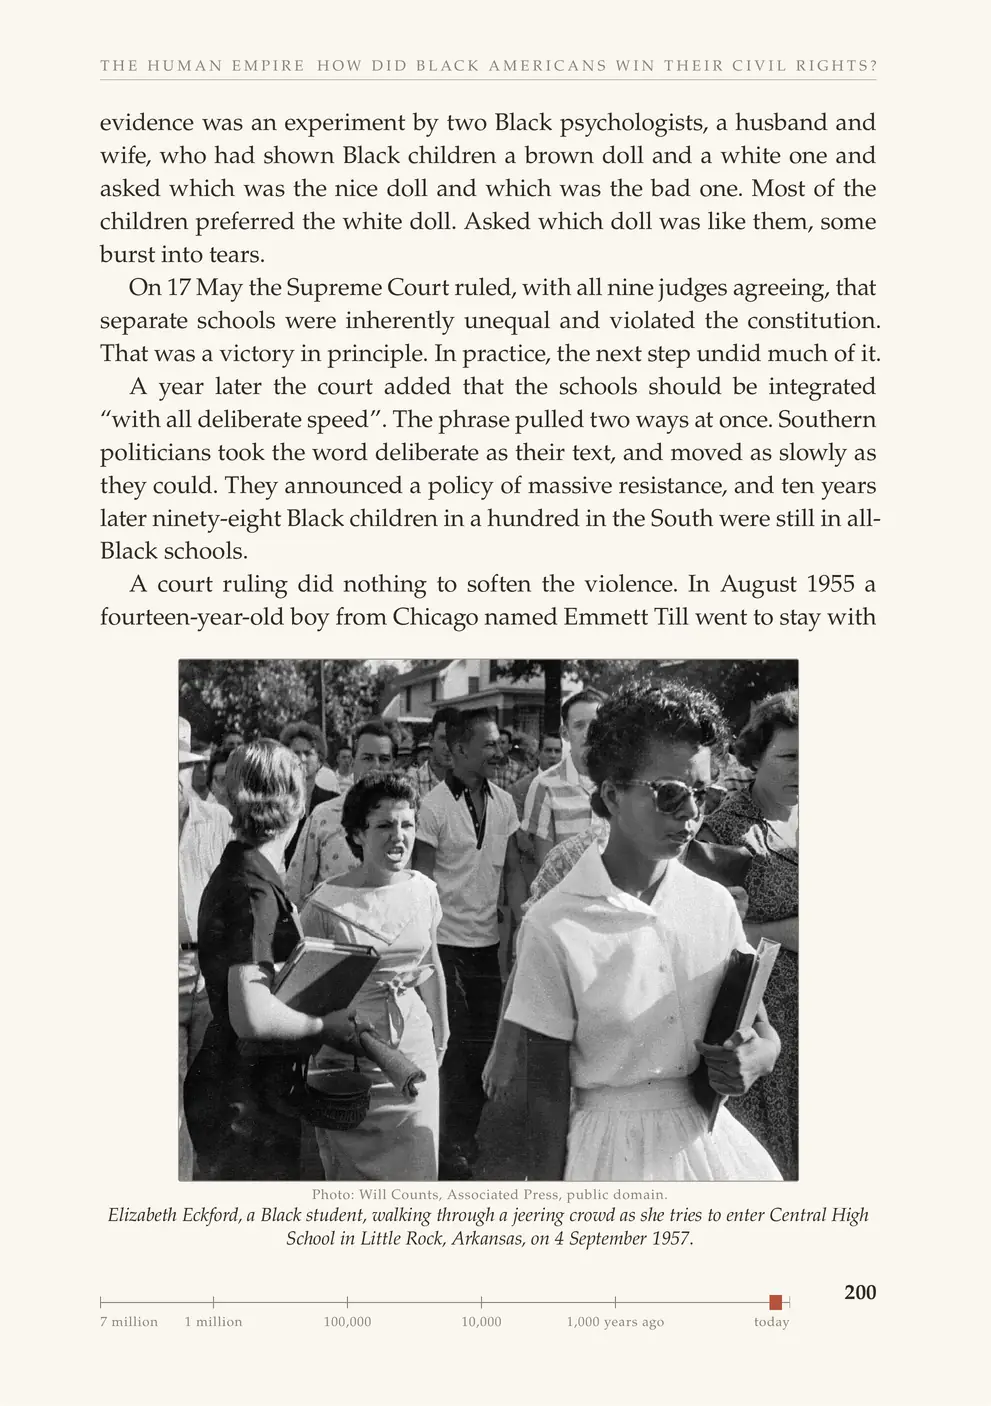 THE HUMAN EMPIRE HOW DID BLACK AMERICANS WIN THEIR CIVIL RIGHTS?
evidence was an experiment by two Black psychologists, a husband and
wife, who had shown Black children a brown doll and a white one and
asked which was the nice doll and which was the bad one. Most of the
children preferred the white doll. Asked which doll was like them, some
burst into tears.
On 17 May the Supreme Court ruled, with all nine judges agreeing, that
separate schools were inherently unequal and violated the constitution.
That was a victory in principle. In practice, the next step undid much of it.
A year later the court added that the schools should be integrated
“with all deliberate speed”. The phrase pulled two ways at once. Southern
politicians took the word deliberate as their text, and moved as slowly as
they could. They announced a policy of massive resistance, and ten years
later ninety-eight Black children in a hundred in the South were still in all-
Black schools.
A court ruling did nothing to soften the violence. In August 1955 a
fourteen-year-old boy from Chicago named Emmett Till went to stay with
Photo: Will Counts, Associated Press, public domain.
Elizabeth Eckford, a Black student, walking through a jeering crowd as she tries to enter Central High
School in Little Rock, Arkansas, on 4 September 1957.
200
7 million 1 million 100,000 10,000 1,000 years ago today